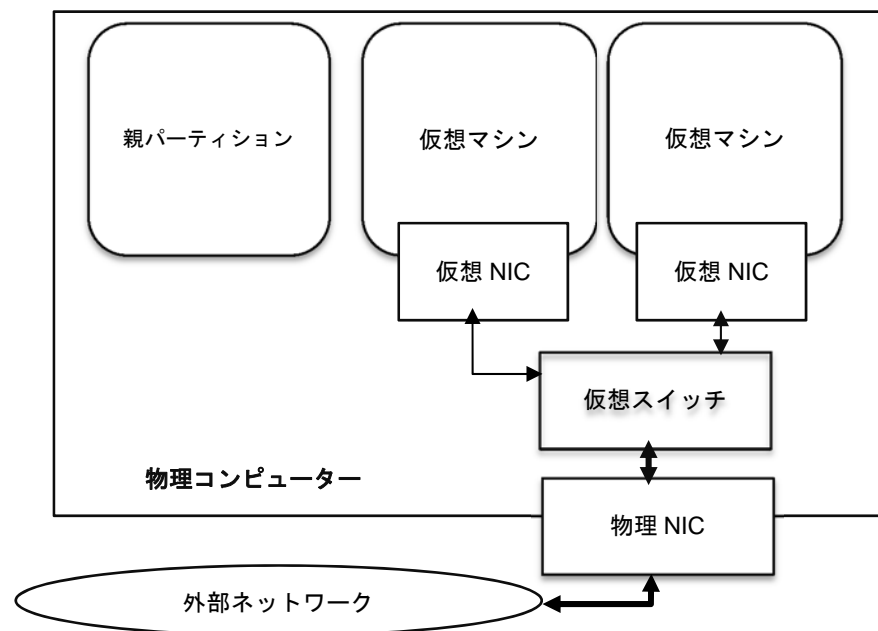 親パーティション
仮想マシン
仮想マシン
仮想 NIC
仮想 NIC
仮想スイッチ
物理コンピューター
物理 NIC
外部ネットワーク